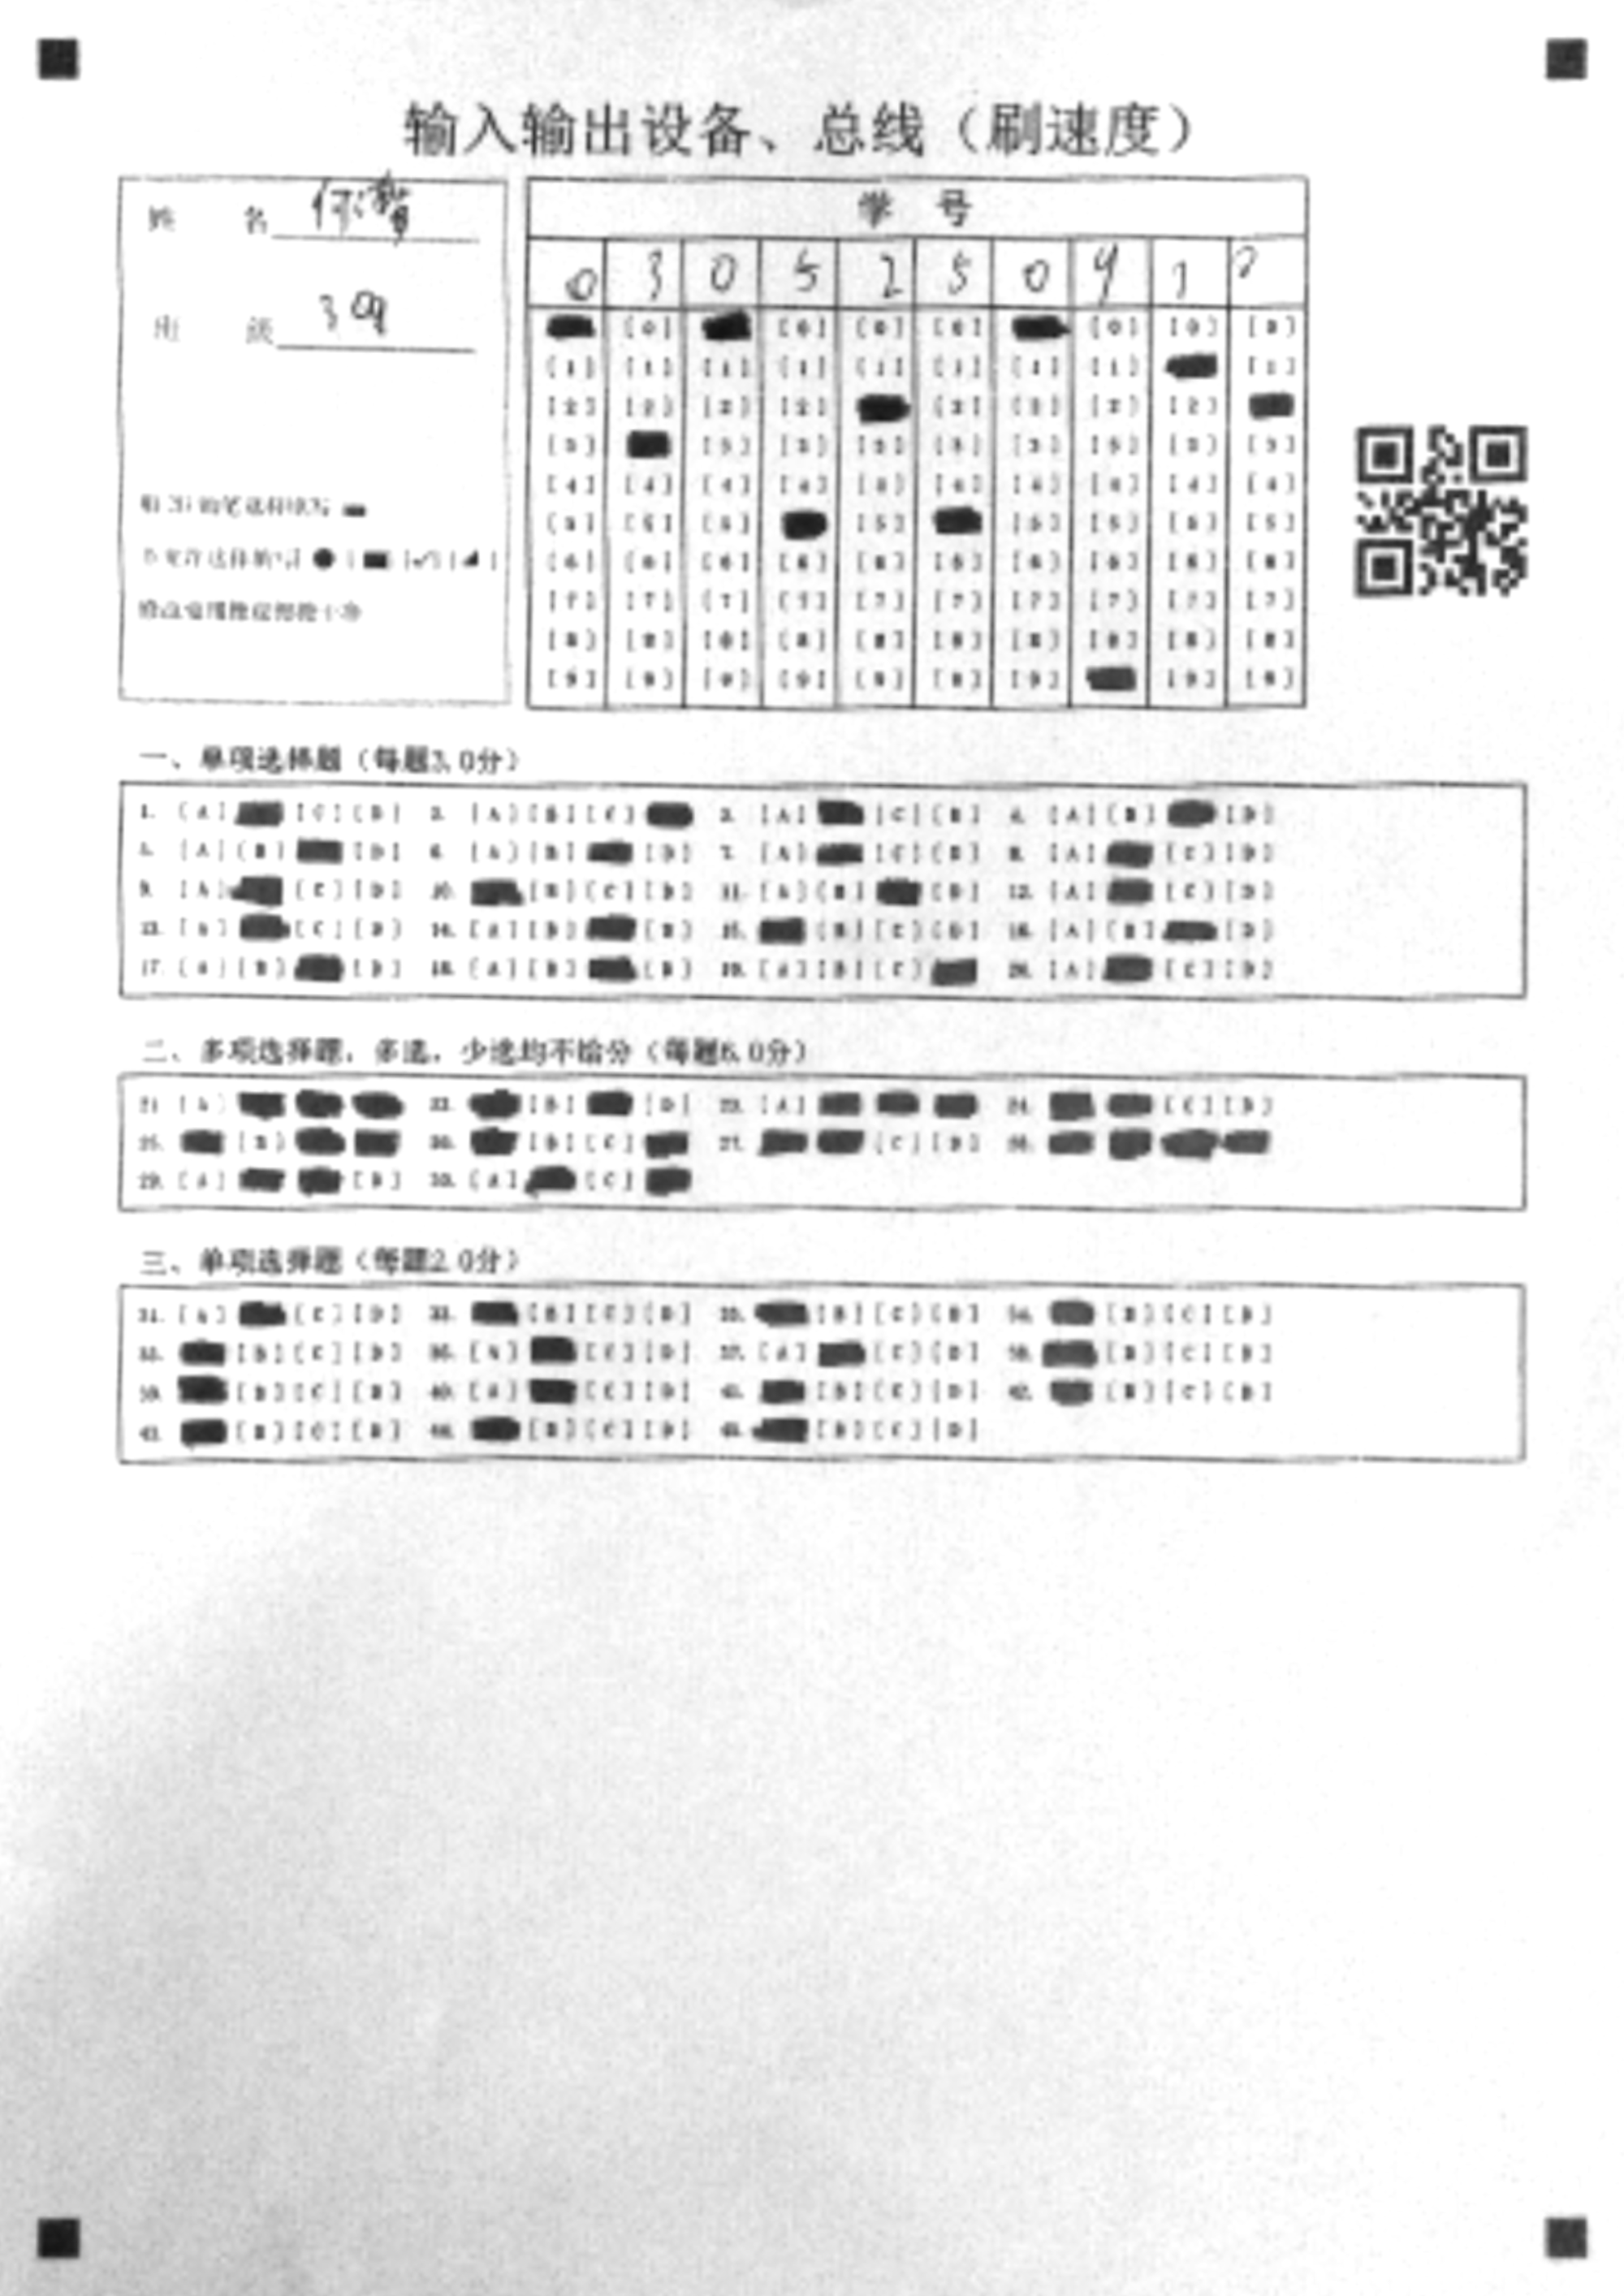 输入输出设备、总线（刷速度）
姓 名 何
班 级 3
学 号
0 3 0 5 2 5 0 9 1 2
[0] [0] [0] [0] [0] [0] [0]
[1] [1] [1] [1] [1] [1] [1] [1] [1]
[2] [2] [2] [2] [2] [2] [2] [2]
[3] [3] [3] [3] [3] [3] [3] [3] [3]
[4] [4] [4] [4] [4] [4] [4] [4] [4] [4]
[5] [5] [5] [5] [5] [5] [5] [5]
[6] [6] [6] [6] [6] [6] [6] [6] [6] [6]
[7] [7] [7] [7] [7] [7] [7] [7] [7] [7]
[8] [8] [8] [8] [8] [8] [8] [8] [8] [8]
[9] [9] [9] [9] [9] [9] [9] [9] [9]
一、单项选择题（每题3.0分）
1. [A] [C] [D] 2. [A] [B] [C] 3. [A] [C] [D] 4. [A] [B] [D]
5. [A] [B] [D] 6. [A] [B] [D] 7. [A] [C] [D] 8. [A] [C] [D]
9. [A] [C] [D] 10. [B] [C] [D] 11. [A] [B] [D] 12. [A] [C] [D]
13. [A] [C] [D] 14. [A] [B] [D] 15. [B] [C] [D] 16. [A] [B] [D]
17. [A] [B] [D] 18. [A] [B] [D] 19. [A] [B] [C] 20. [A] [C] [D]
二、多项选择题，多选，少选均不给分（每题6.0分）
21. [A] 22. [B] [D] 23. [A] 24. [C] [D]
25. [B] 26. [B] [C] 27. [C] [D] 28.
29. [A] [D] 30. [A] [C]
三、单项选择题（每题2.0分）
31. [A] [C] [D] 32. [B] [C] [D] 33. [B] [C] [D] 34. [B] [C] [D]
35. [B] [C] [D] 36. [A] [C] [D] 37. [A] [C] [D] 38. [B] [C] [D]
39. [B] [C] [D] 40. [A] [C] [D] 41. [B] [C] [D] 42. [B] [C] [D]
43. [B] [C] [D] 44. [B] [C] [D] 45. [B] [C] [D]